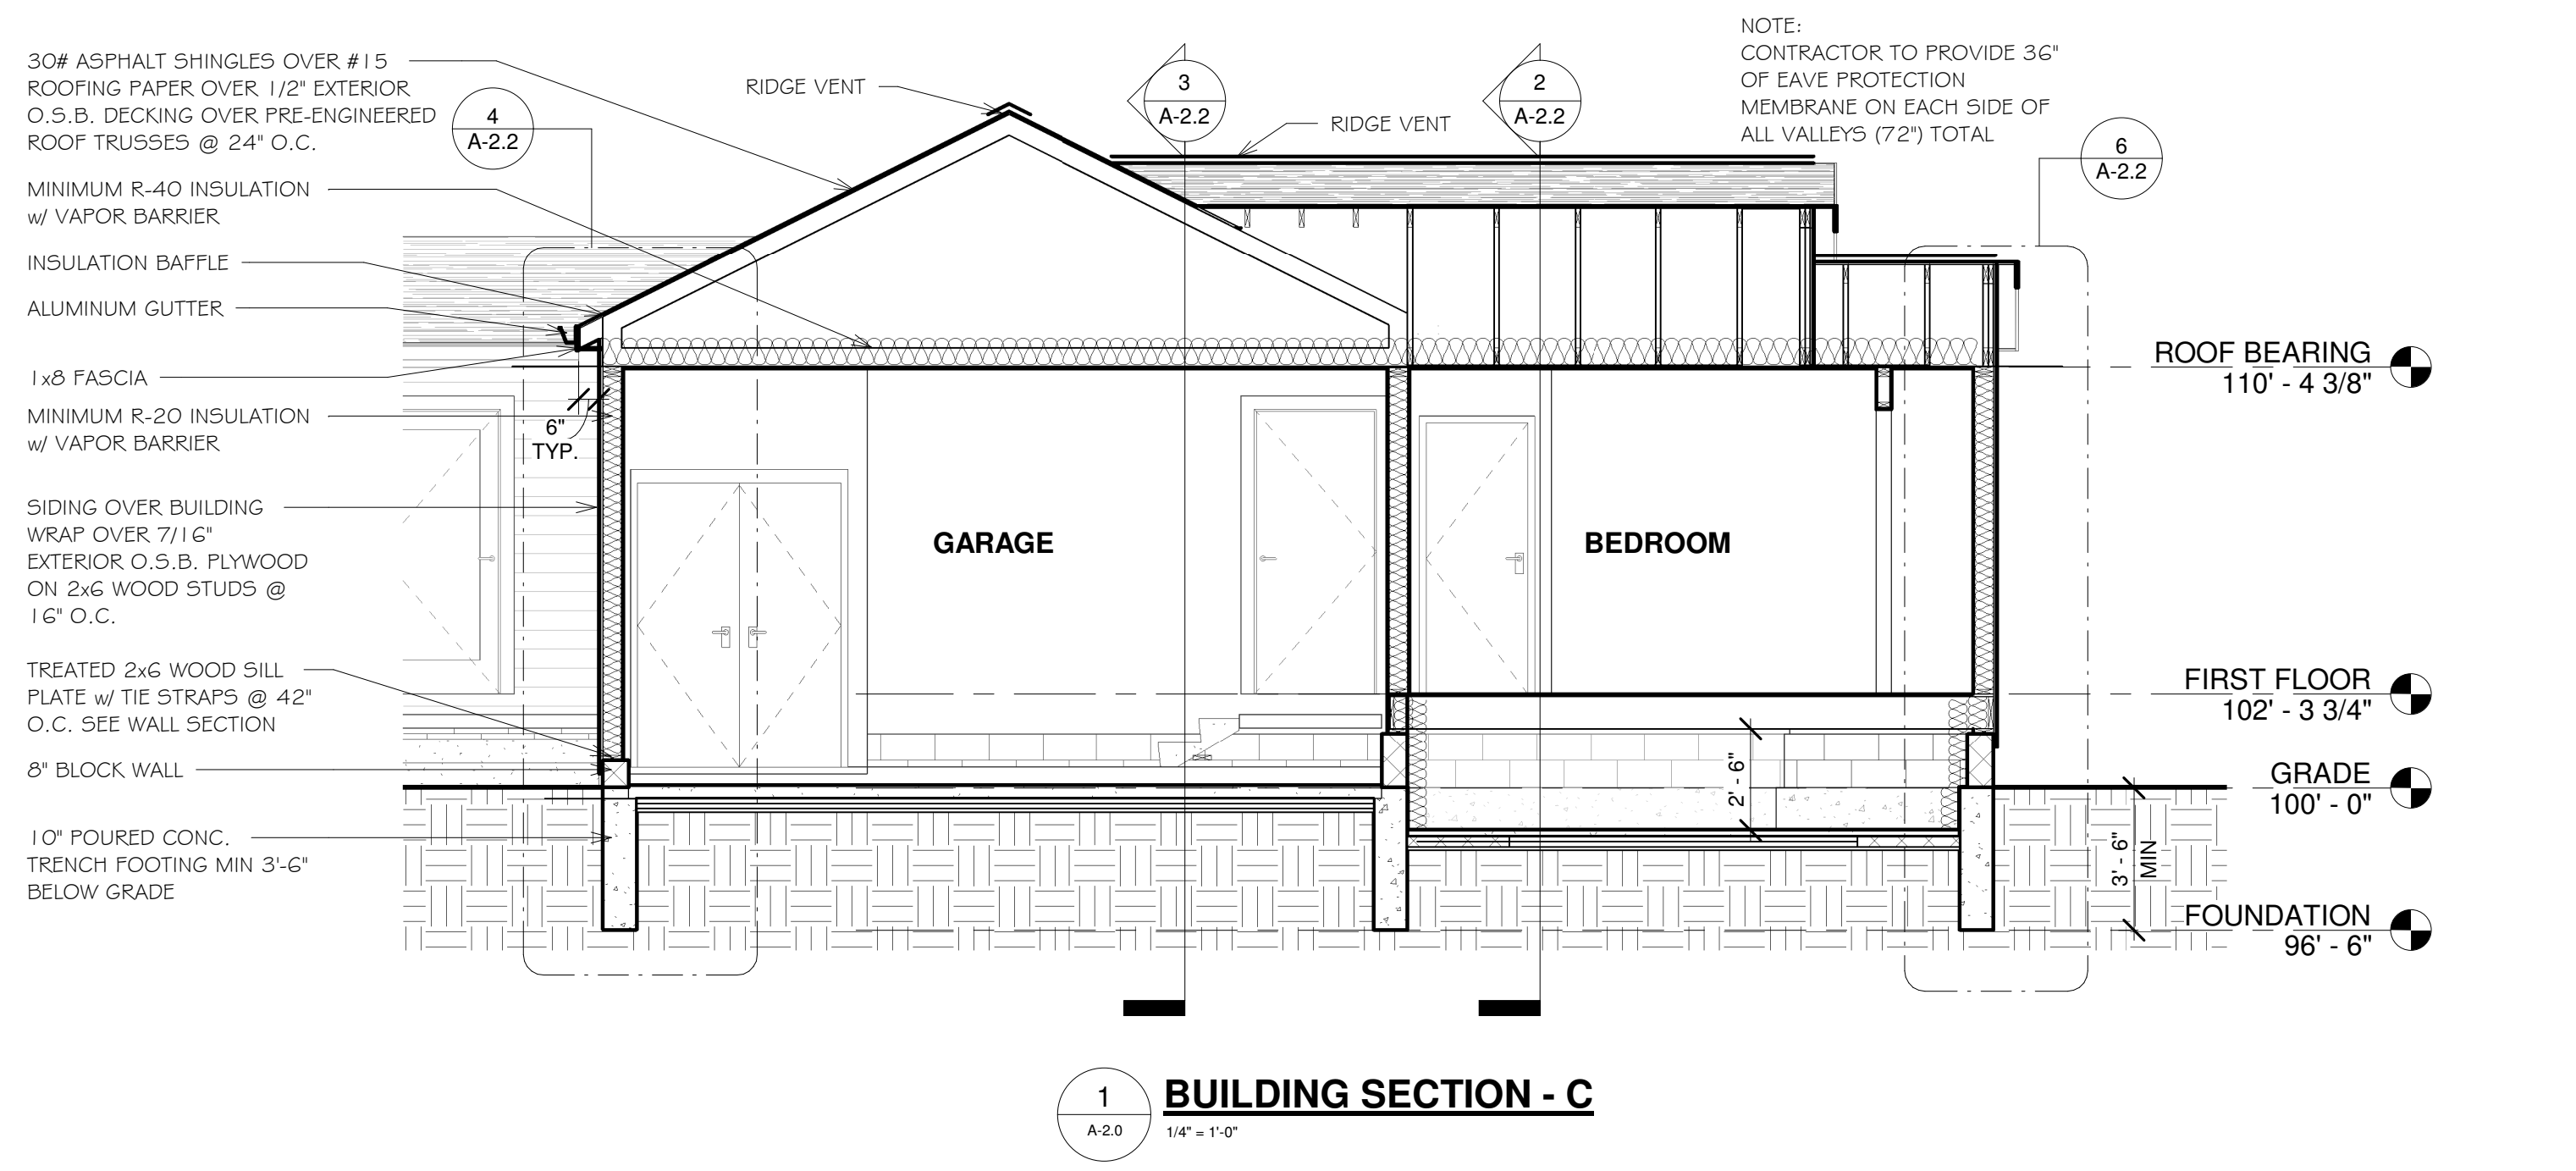 30# ASPHALT SHINGLES OVER #15
ROOFING PAPER OVER 1/2" EXTERIOR
O.S.B. DECKING OVER PRE-ENGINEERED
ROOF TRUSSES @ 24" O.C.
MINIMUM R-40 INSULATION
w/ VAPOR BARRIER
INSULATION BAFFLE
ALUMINUM GUTTER
1x8 FASCIA
MINIMUM R-20 INSULATION
w/ VAPOR BARRIER
SIDING OVER BUILDING
WRAP OVER 7/16"
EXTERIOR O.S.B. PLYWOOD
ON 2x6 WOOD STUDS @
16" O.C.
TREATED 2x6 WOOD SILL
PLATE w/ TIE STRAPS @ 42"
O.C. SEE WALL SECTION
8" BLOCK WALL
10" POURED CONC.
TRENCH FOOTING MIN 3'-6"
BELOW GRADE
4
A-2.2
6"
TYP.
RIDGE VENT
3
A-2.2
RIDGE VENT
2
A-2.2
NOTE:
CONTRACTOR TO PROVIDE 36"
OF EAVE PROTECTION
MEMBRANE ON EACH SIDE OF
ALL VALLEYS (72") TOTAL
6
A-2.2
GARAGE
BEDROOM
2' - 6"
3' - 6"
MIN
ROOF BEARING
110' - 4 3/8"
FIRST FLOOR
102' - 3 3/4"
GRADE
100' - 0"
FOUNDATION
96' - 6"
1
A-2.0
BUILDING SECTION - C
1/4" = 1'-0"